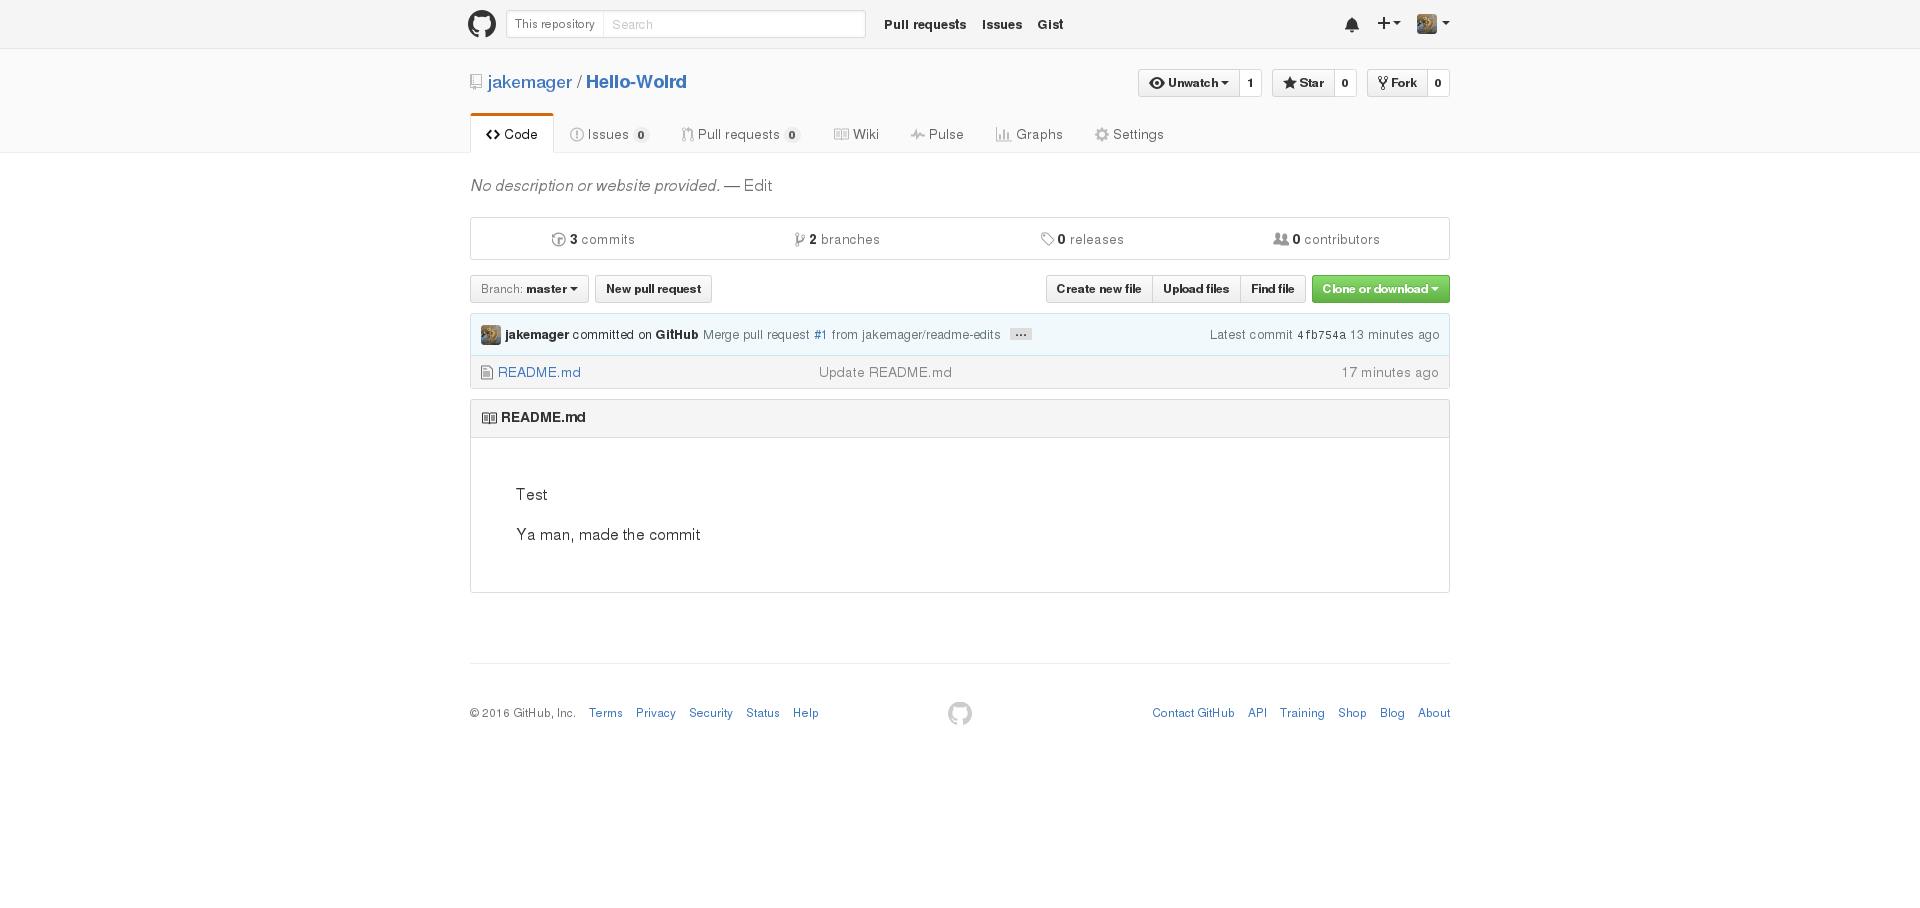 This repository Search Pull requests Issues Gist
jakemager / Hello-Wolrd Unwatch 1 Star 0 Fork 0
Code Issues 0 Pull requests 0 Wiki Pulse Graphs Settings
No description or website provided. — Edit
3 commits 2 branches 0 releases 0 contributors
Branch: master New pull request Create new file Upload files Find file Clone or download
jakemager committed on GitHub Merge pull request #1 from jakemager/readme-edits … Latest commit 4fb754a 13 minutes ago
README.md Update README.md 17 minutes ago
README.md
Test
Ya man, made the commit
© 2016 GitHub, Inc. Terms Privacy Security Status Help Contact GitHub API Training Shop Blog About